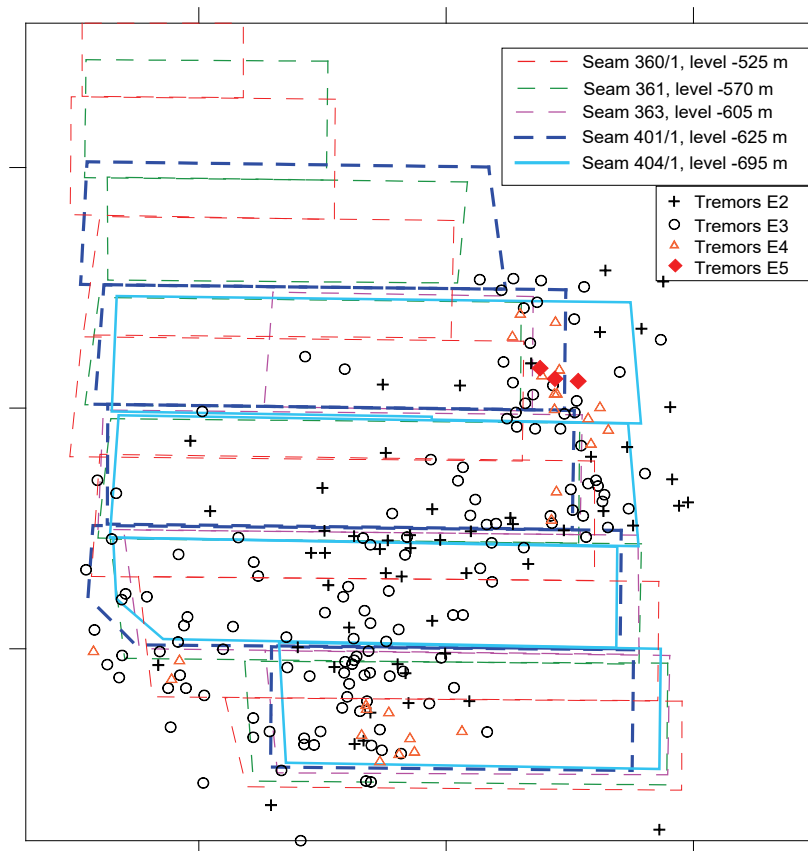 Seam 360/1, level -525 m
Seam 361, level -570 m
Seam 363, level -605 m
Seam 401/1, level -625 m
Seam 404/1, level -695 m
Tremors E2
Tremors E3
Tremors E4
Tremors E5